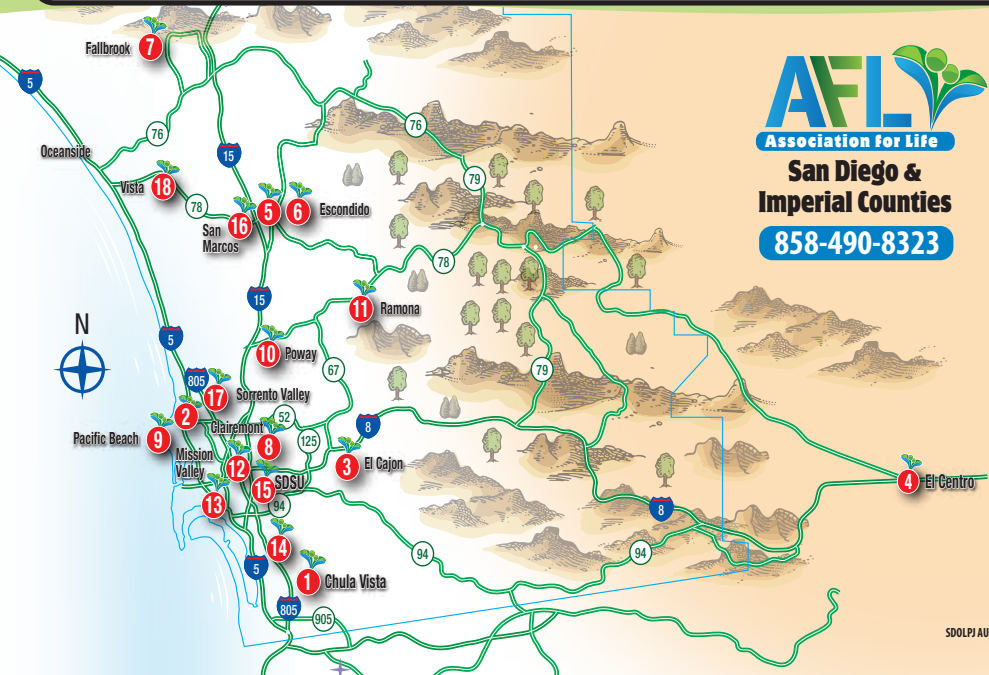 Fallbrook
7
5
76
76
Oceanside
15
79
Vista
18
78
San
Marcos
16
5
6
Escondido
78
15
11
Ramona
N
5
10
Poway
67
79
805
17
Sorrento Valley
2
52
Clairemont
8
125
8
Pacific Beach
9
Mission
Valley
12
3
El Cajon
15
SDSU
13
94
4
El Centro
8
14
94
94
5
1
Chula Vista
805
905
AFL
Association for Life
San Diego &
Imperial Counties
858-490-8323
SDOLPJ AU